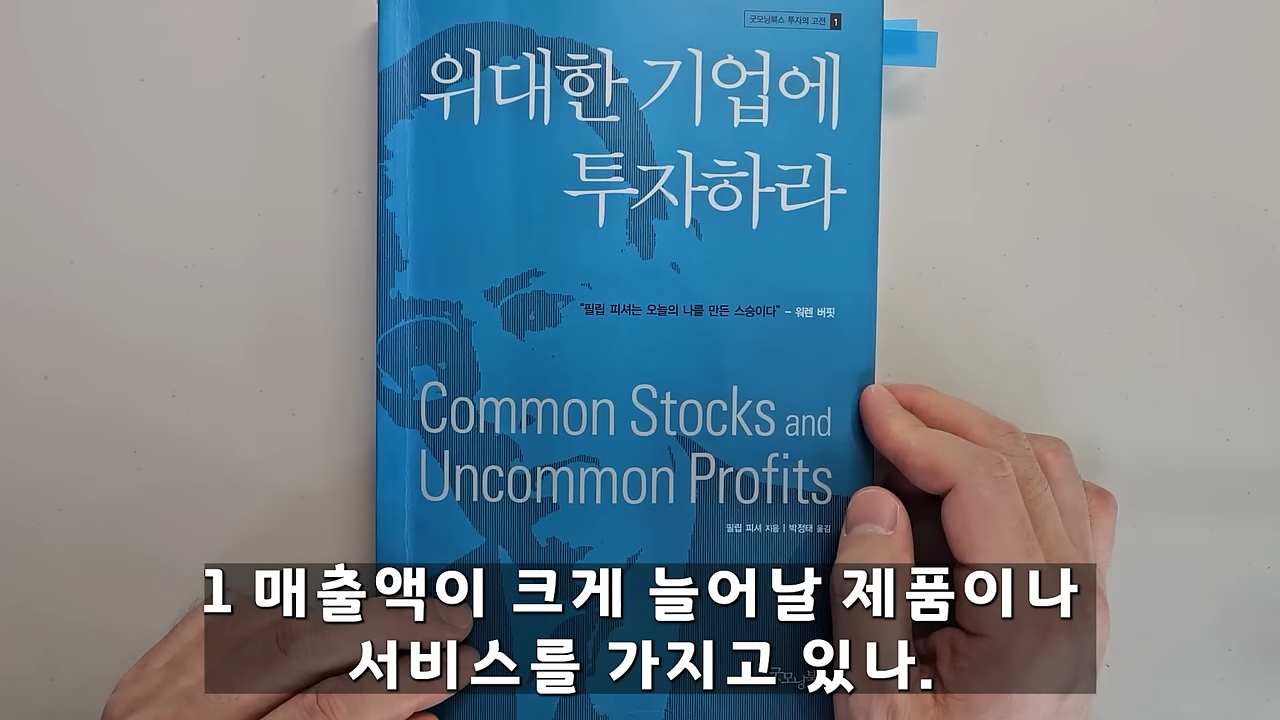 굿모닝북스 투자의 고전 1
위대한 기업에
투자하라
"필립 피셔는 오늘의 나를 만든 스승이다" – 워렌 버핏
Common Stocks and
Uncommon Profits
필립 피셔 지음 | 박정태 옮김
1 매출액이 크게 늘어날 제품이나
서비스를 가지고 있나.